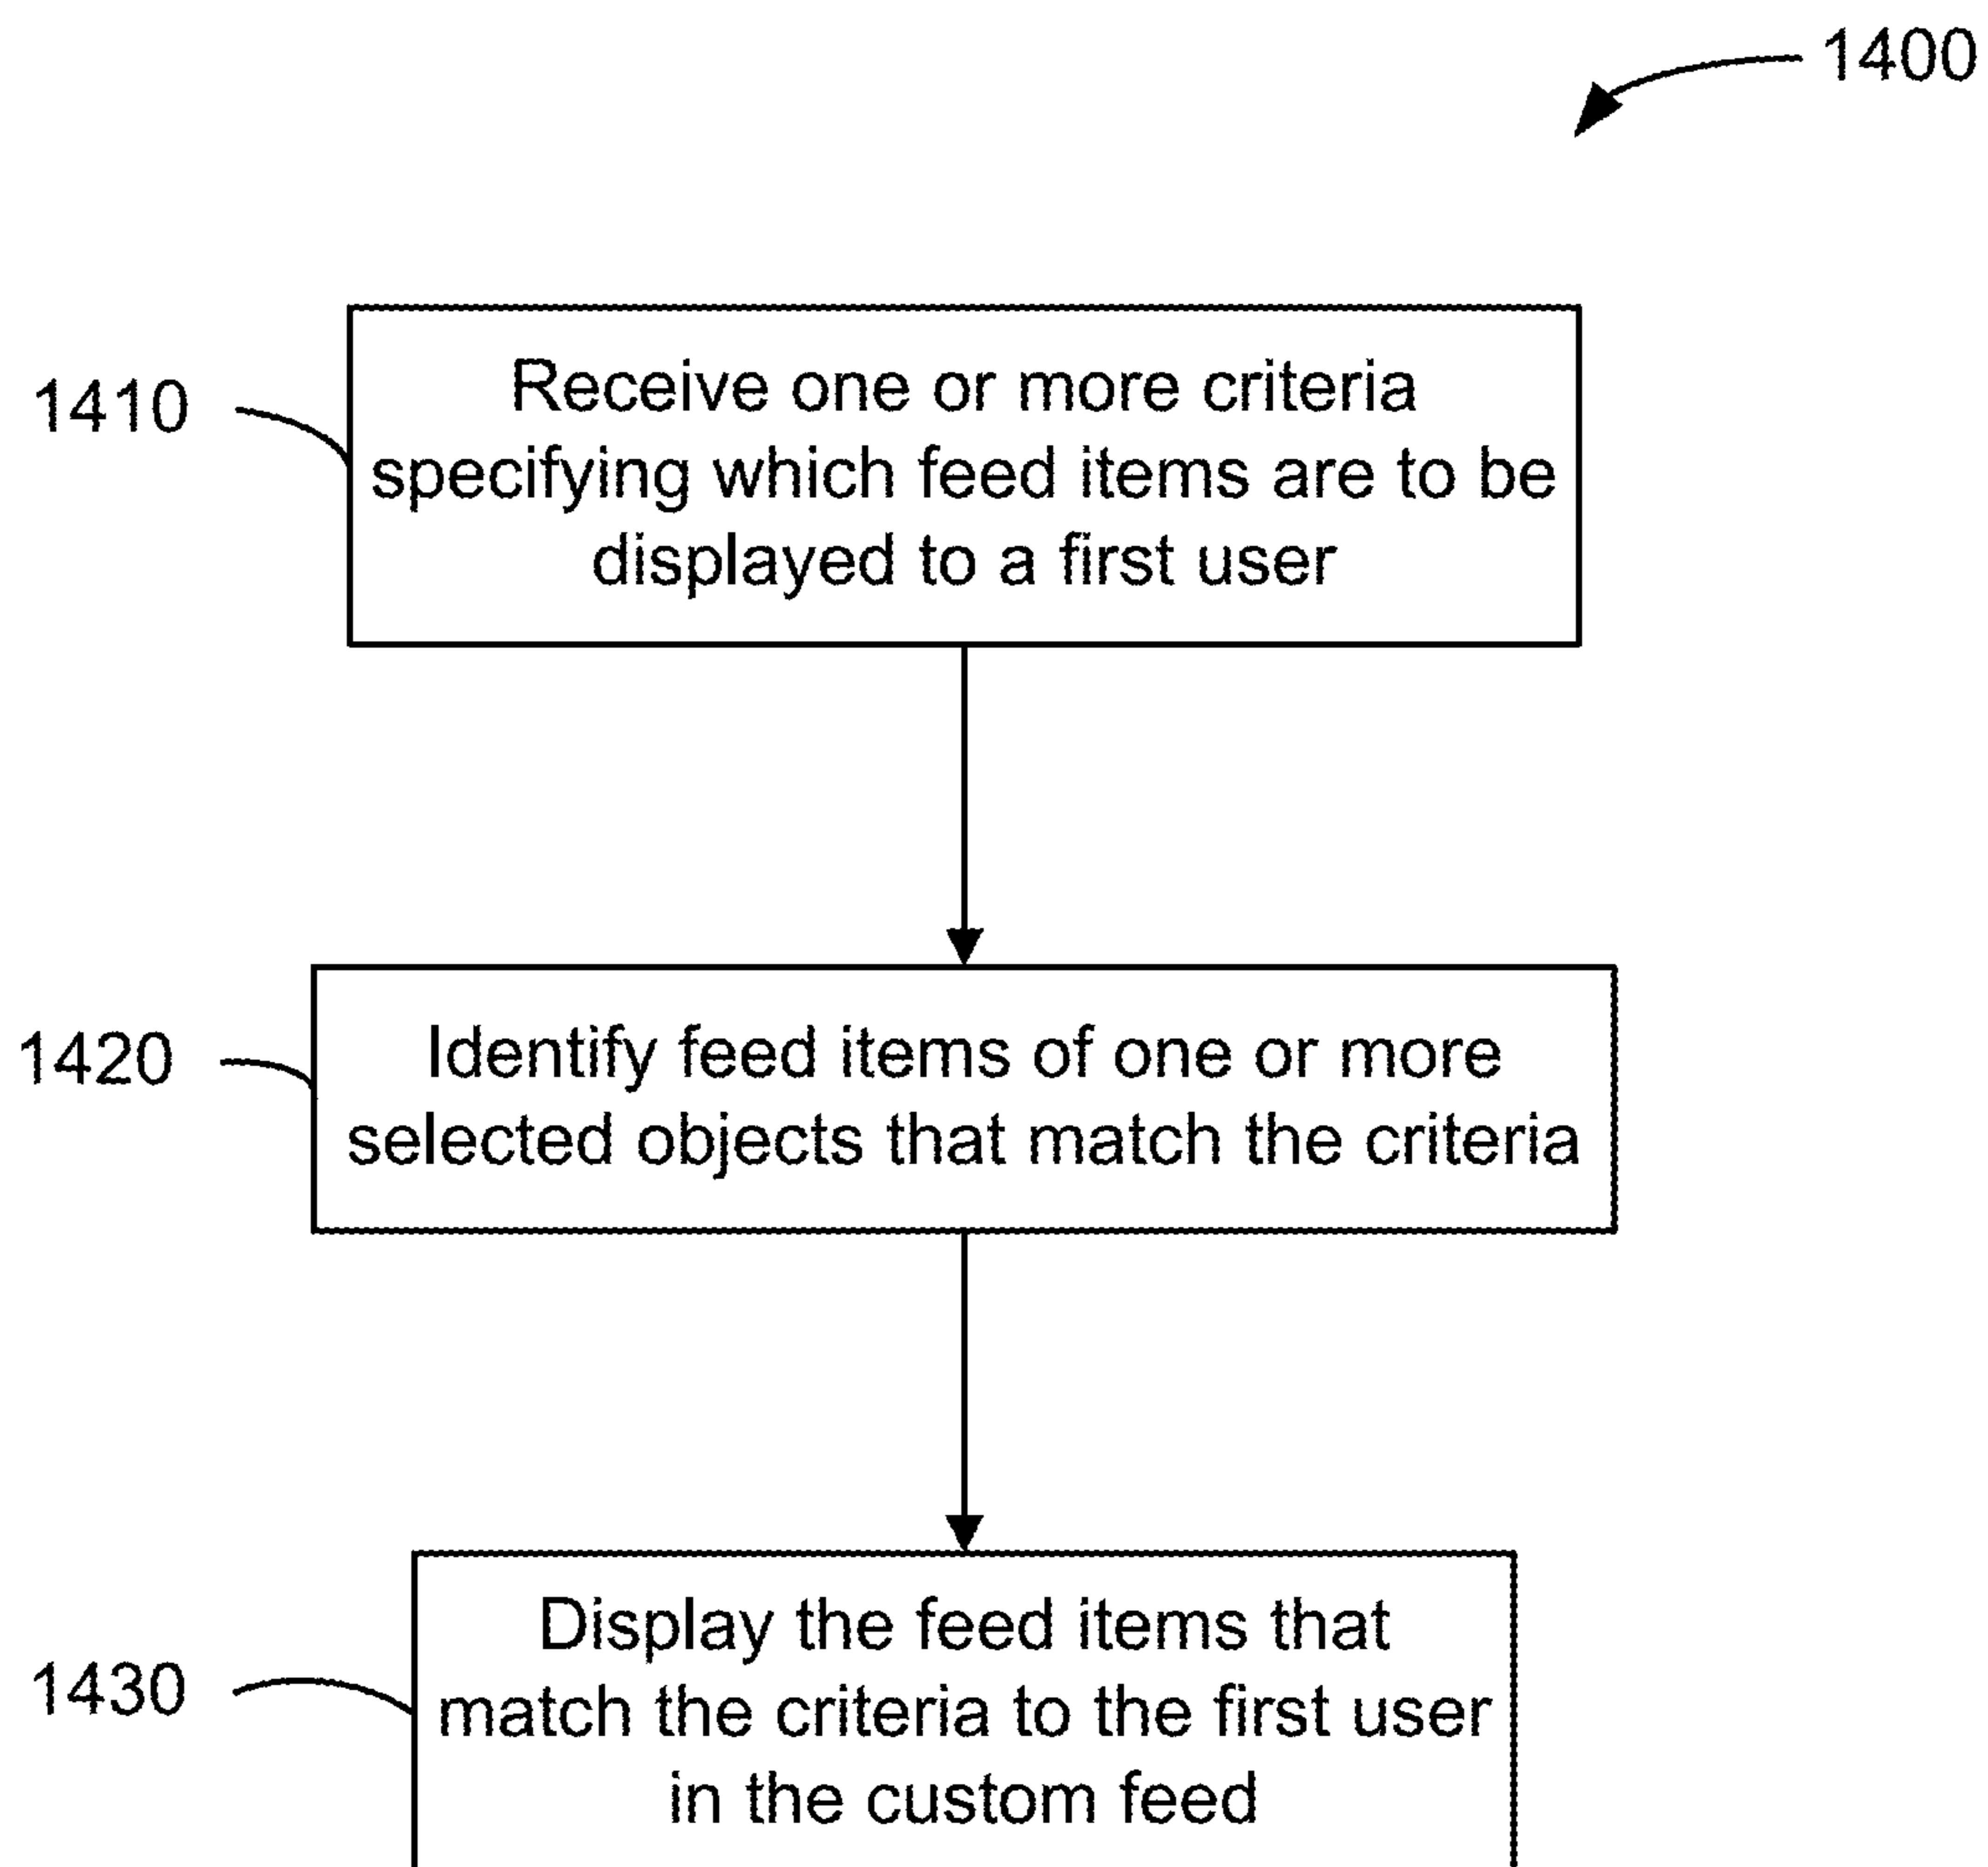 1400
1410
Receive one or more criteria
specifying which feed items are to be
displayed to a first user
1420
Identify feed items of one or more
selected objects that match the criteria
1430
Display the feed items that
match the criteria to the first user
in the custom feed